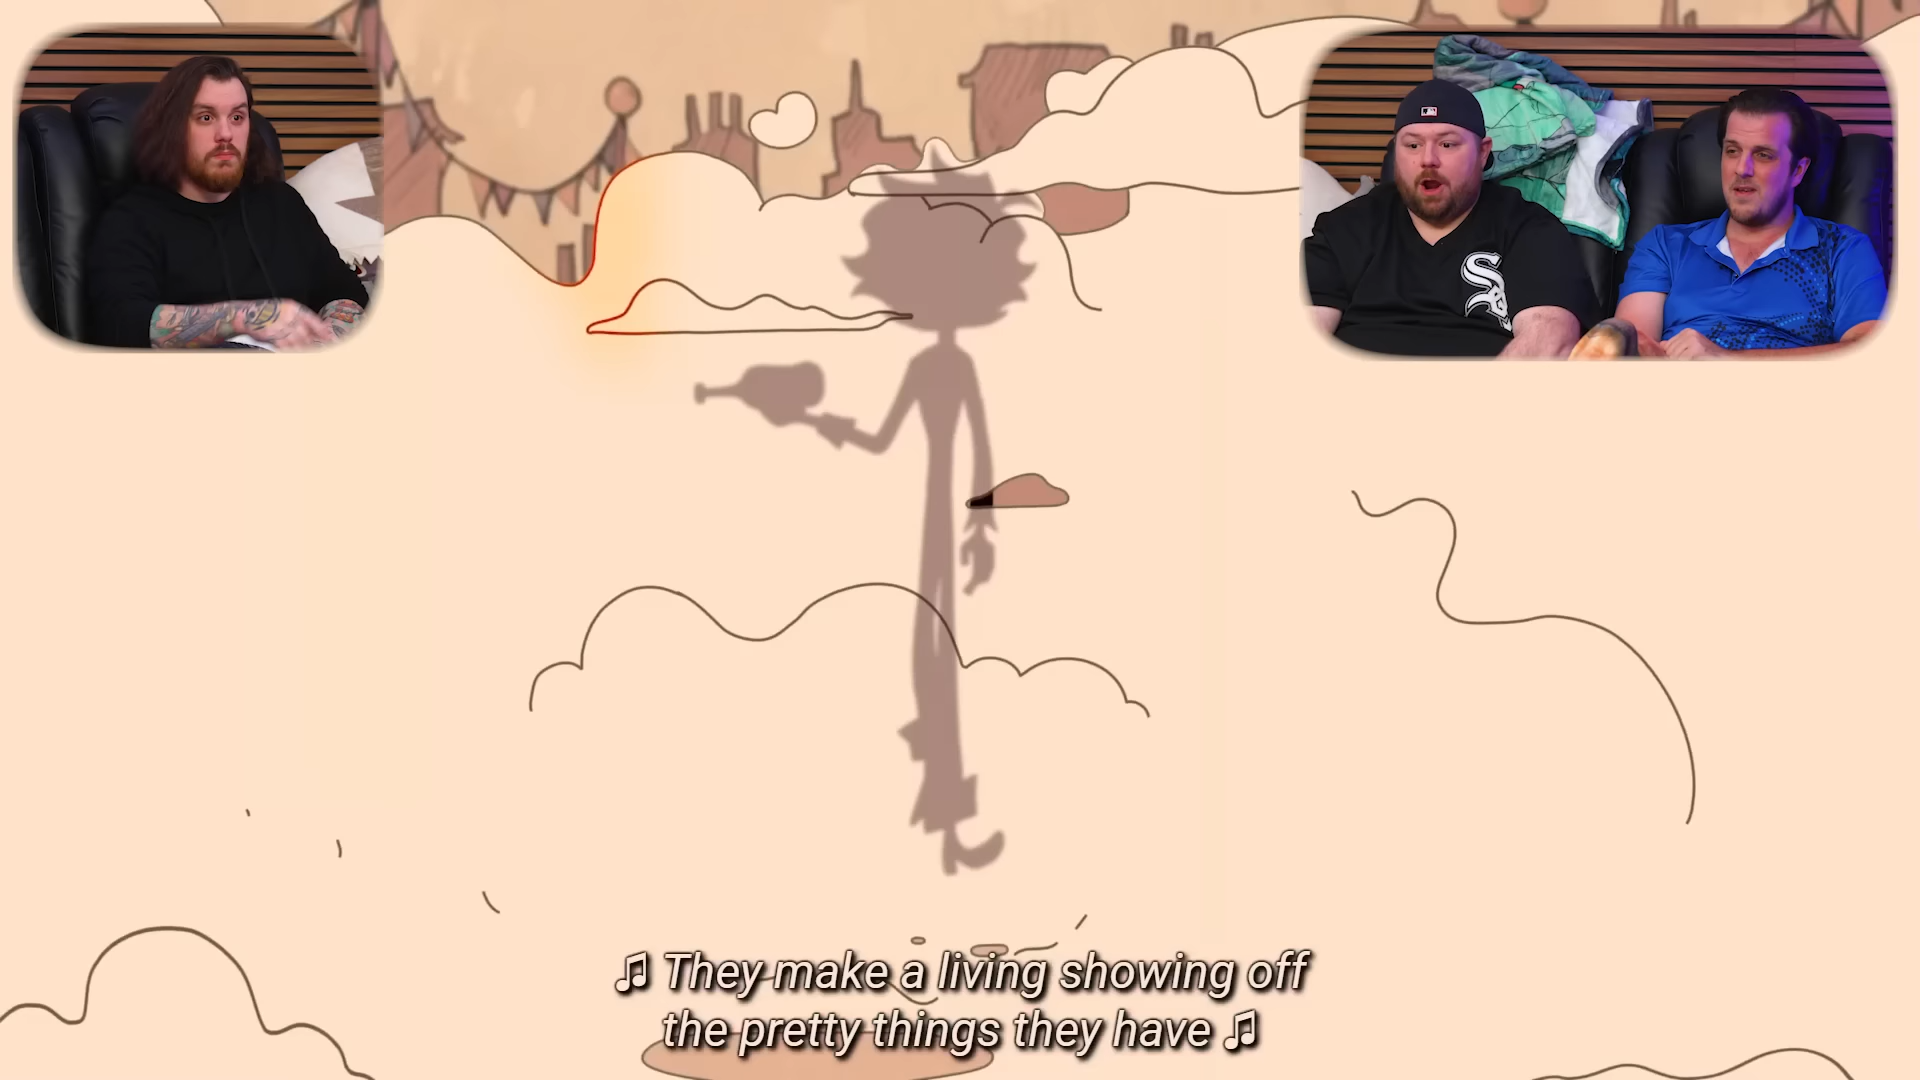 ♫ They make a living showing off
the pretty things they have ♫